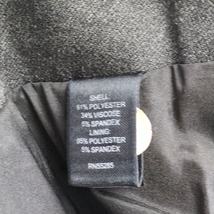 SHELL:
61% POLYESTER
34% VISCOSE
5% SPANDEX
LINING:
95% POLYESTER
5% SPANDEX
RN55285